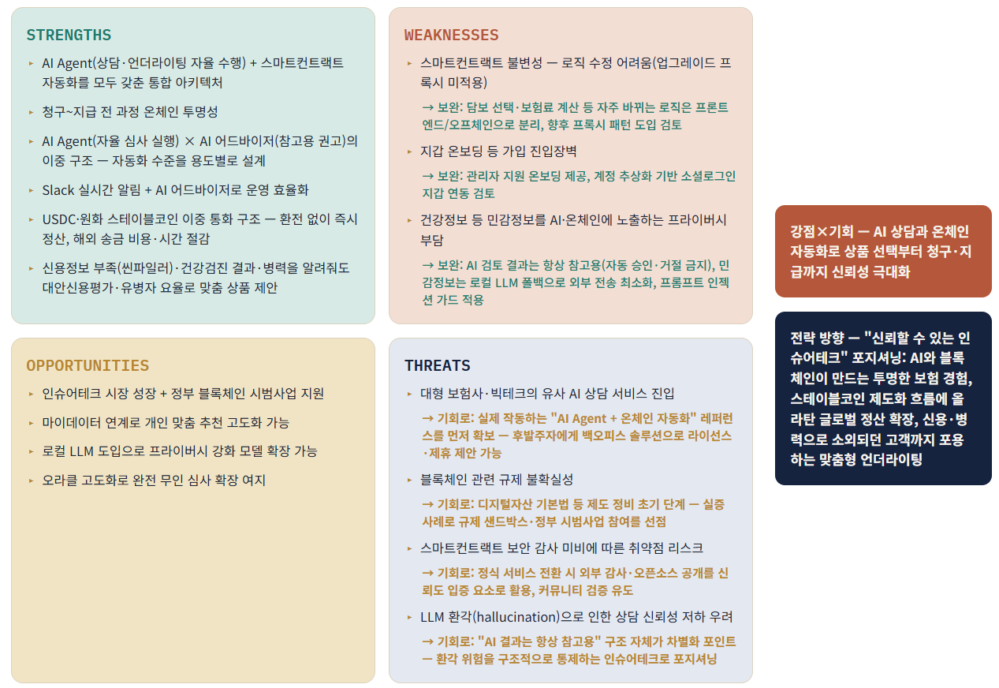 STRENGTHS
▸ AI Agent(상담·언더라이팅 자율 수행) + 스마트컨트랙트
자동화를 모두 갖춘 통합 아키텍처
▸ 청구~지급 전 과정 온체인 투명성
▸ AI Agent(자율 심사 실행) × AI 어드바이저(참고용 권고)의
이중 구조 — 자동화 수준을 용도별로 설계
▸ Slack 실시간 알림 + AI 어드바이저로 운영 효율화
▸ USDC·원화 스테이블코인 이중 통화 구조 — 환전 없이 즉시
정산, 해외 송금 비용·시간 절감
▸ 신용정보 부족(씬파일러)·건강검진 결과·병력을 알려줘도
대안신용평가·유병자 요율로 맞춤 상품 제안
WEAKNESSES
▸ 스마트컨트랙트 불변성 — 로직 수정 어려움(업그레이드 프
록시 미적용)
→ 보완: 담보 선택·보험료 계산 등 자주 바뀌는 로직은 프론트
엔드/오프체인으로 분리, 향후 프록시 패턴 도입 검토
▸ 지갑 온보딩 등 가입 진입장벽
→ 보완: 관리자 지원 온보딩 제공, 계정 추상화 기반 소셜로그인
지갑 연동 검토
▸ 건강정보 등 민감정보를 AI·온체인에 노출하는 프라이버시
부담
→ 보완: AI 검토 결과는 항상 참고용(자동 승인·거절 금지), 민
감정보는 로컬 LLM 폴백으로 외부 전송 최소화, 프롬프트 인젝
션 가드 적용
OPPORTUNITIES
▸ 인슈어테크 시장 성장 + 정부 블록체인 시범사업 지원
▸ 마이데이터 연계로 개인 맞춤 추천 고도화 가능
▸ 로컬 LLM 도입으로 프라이버시 강화 모델 확장 가능
▸ 오라클 고도화로 완전 무인 심사 확장 여지
THREATS
▸ 대형 보험사·빅테크의 유사 AI 상담 서비스 진입
→ 기회로: 실제 작동하는 "AI Agent + 온체인 자동화" 레퍼런
스를 먼저 확보 — 후발주자에게 백오피스 솔루션으로 라이선스
·제휴 제안 가능
▸ 블록체인 관련 규제 불확실성
→ 기회로: 디지털자산 기본법 등 제도 정비 초기 단계 — 실증
사례로 규제 샌드박스·정부 시범사업 참여를 선점
▸ 스마트컨트랙트 보안 감사 미비에 따른 취약점 리스크
→ 기회로: 정식 서비스 전환 시 외부 감사·오픈소스 공개를 신
뢰도 입증 요소로 활용, 커뮤니티 검증 유도
▸ LLM 환각(hallucination)으로 인한 상담 신뢰성 저하 우려
→ 기회로: "AI 결과는 항상 참고용" 구조 자체가 차별화 포인트
— 환각 위험을 구조적으로 통제하는 인슈어테크로 포지셔닝
강점×기회 — AI 상담과 온체인
자동화로 상품 선택부터 청구·지
급까지 신뢰성 극대화
전략 방향 — "신뢰할 수 있는 인
슈어테크" 포지셔닝: AI와 블록
체인이 만드는 투명한 보험 경험,
스테이블코인 제도화 흐름에 올
라탄 글로벌 정산 확장, 신용·병
력으로 소외되던 고객까지 포용
하는 맞춤형 언더라이팅